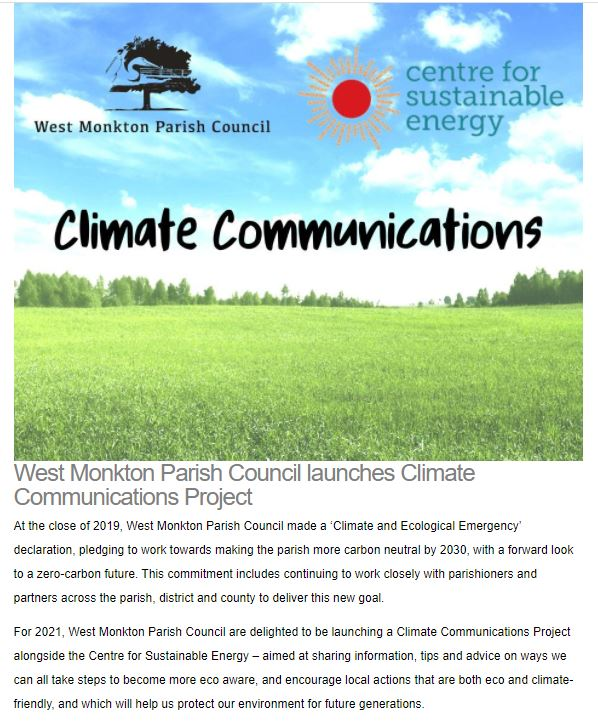 West Monkton Parish Council
centre for
sustainable
energy
Climate Communications
West Monkton Parish Council launches Climate
Communications Project
At the close of 2019, West Monkton Parish Council made a ‘Climate and Ecological Emergency’
declaration, pledging to work towards making the parish more carbon neutral by 2030, with a forward look
to a zero-carbon future. This commitment includes continuing to work closely with parishioners and
partners across the parish, district and county to deliver this new goal.
For 2021, West Monkton Parish Council are delighted to be launching a Climate Communications Project
alongside the Centre for Sustainable Energy – aimed at sharing information, tips and advice on ways we
can all take steps to become more eco aware, and encourage local actions that are both eco and climate-
friendly, and which will help us protect our environment for future generations.